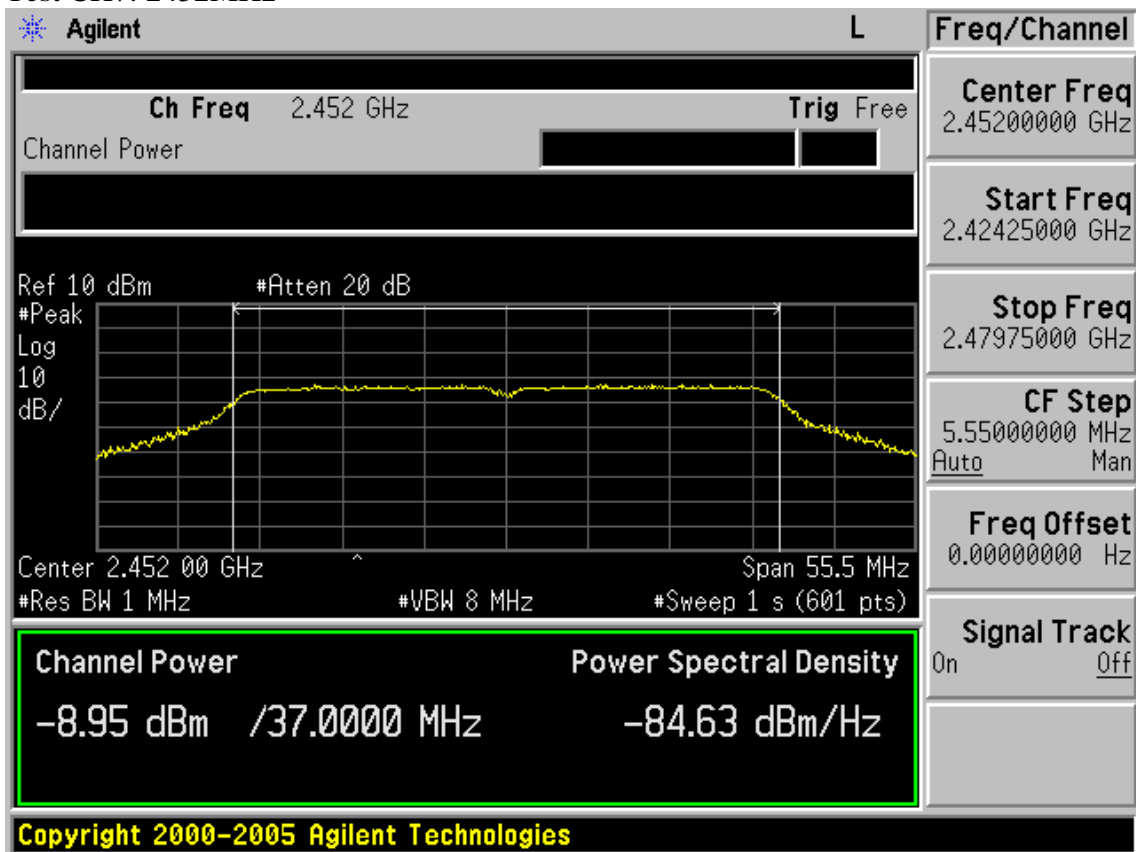 Agilent L
Ch Freq 2.452 GHz Trig Free
Channel Power
Ref 10 dBm #Atten 20 dB
#Peak
Log
10
dB/
Center 2.452 00 GHz ^ Span 55.5 MHz
#Res BW 1 MHz #VBW 8 MHz #Sweep 1 s (601 pts)
Channel Power Power Spectral Density
-8.95 dBm /37.0000 MHz -84.63 dBm/Hz
Copyright 2000-2005 Agilent Technologies
Freq/Channel
Center Freq
2.45200000 GHz
Start Freq
2.42425000 GHz
Stop Freq
2.47975000 GHz
CF Step
5.55000000 MHz
Auto Man
Freq Offset
0.00000000 Hz
Signal Track
On Off